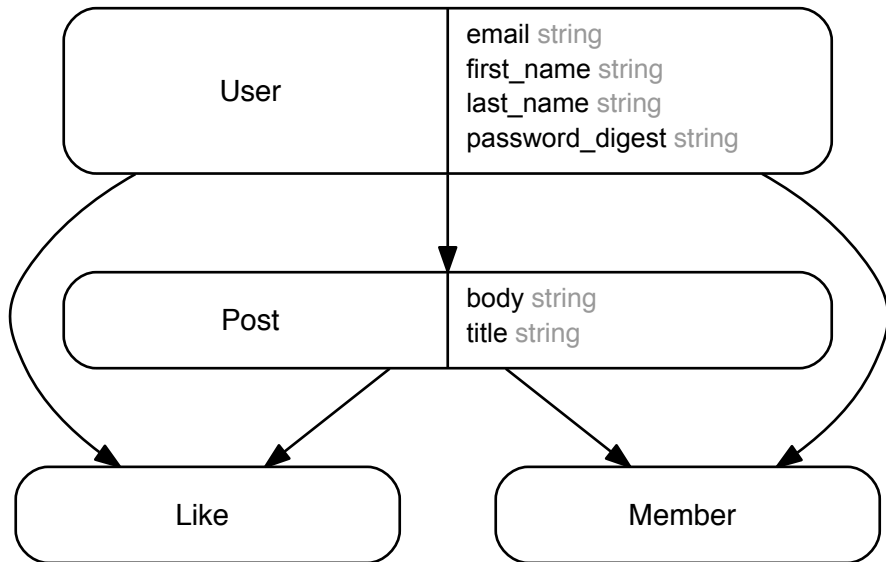 User
email string
first_name string
last_name string
password_digest string
Post
body string
title string
Like
Member